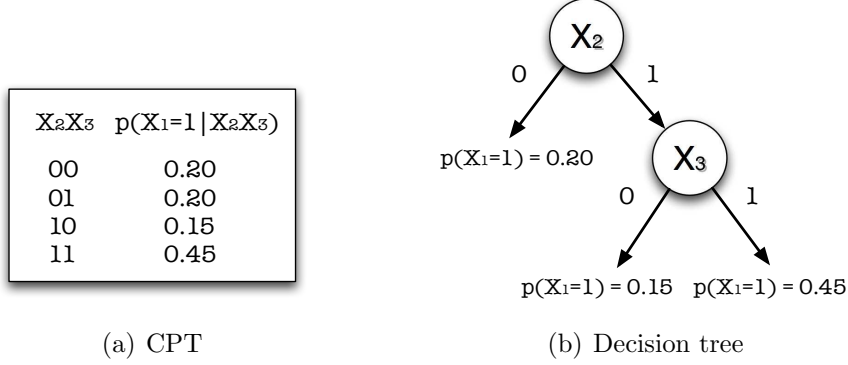 X₂X₃ p(X₁=1|X₂X₃)
00 0.20
01 0.20
10 0.15
11 0.45
(a) CPT
X₂
0 1
p(X₁=1) = 0.20
X₃
0 1
p(X₁=1) = 0.15 p(X₁=1) = 0.45
(b) Decision tree